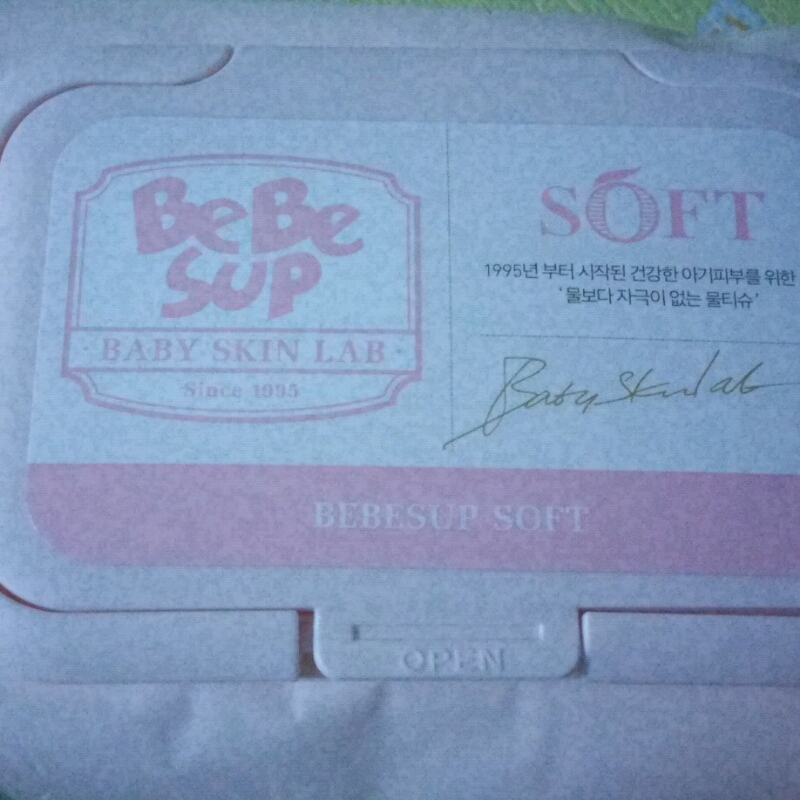 BeBe
SUP
BABY SKIN LAB
Since 1995
SOFT
1995년 부터 시작된 건강한 아기피부를 위한
'물보다 자극이 없는 물티슈'
Baby Skin Lab
BEBESUP SOFT
OPEN